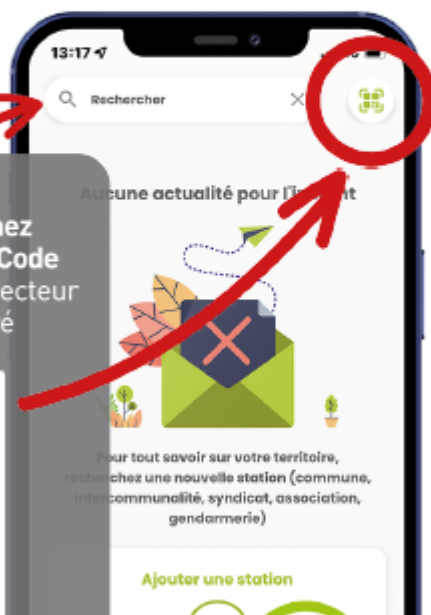 13:17
Rechercher
Aucune actualité pour l'instant
nez
Code
ecteur
é
Pour tout savoir sur votre territoire,
recherchez une nouvelle station (commune,
intercommunalité, syndicat, association,
gendarmerie)
Ajouter une station